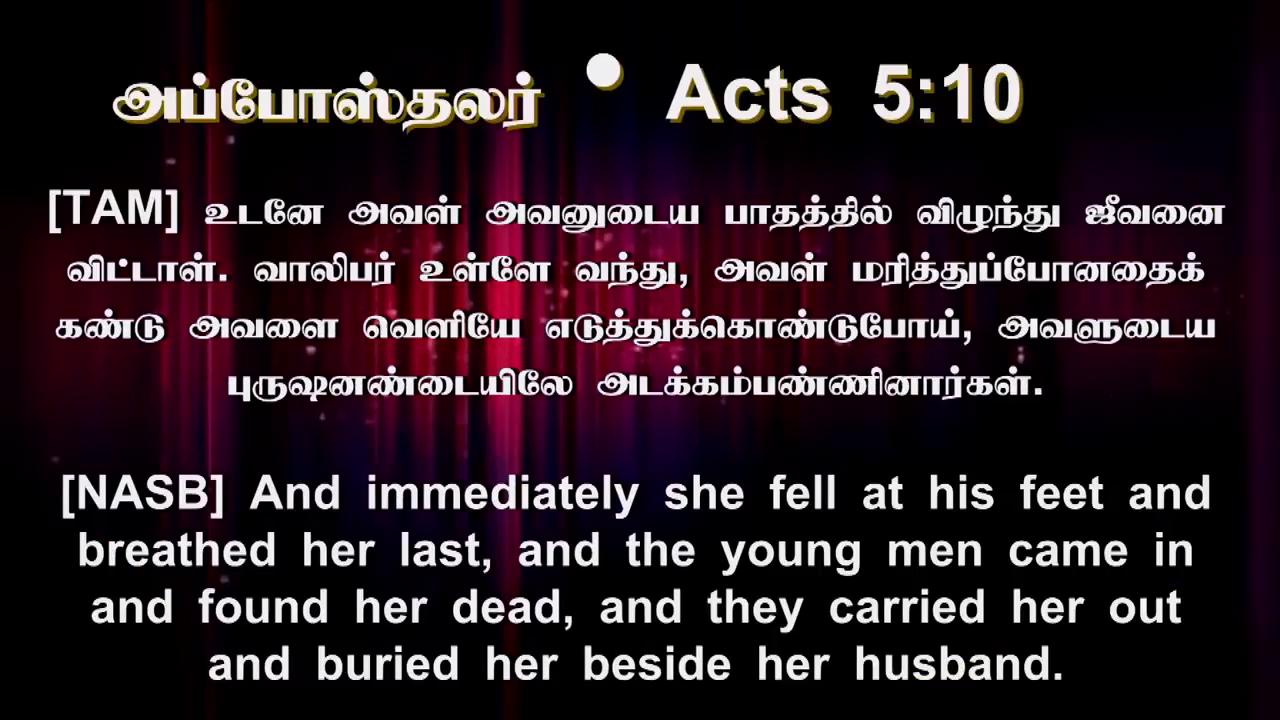 அப்போஸ்தலர் • Acts 5:10
[TAM] உடனே அவள் அவனுடைய பாதத்தில் விழுந்து ஜீவனை
விட்டாள். வாலிபர் உள்ளே வந்து, அவள் மரித்துப்போனதைக்
கண்டு அவளை வெளியே எடுத்துக்கொண்டுபோய், அவளுடைய
புருஷனண்டையிலே அடக்கம்பண்ணினார்கள்.
[NASB] And immediately she fell at his feet and
breathed her last, and the young men came in
and found her dead, and they carried her out
and buried her beside her husband.